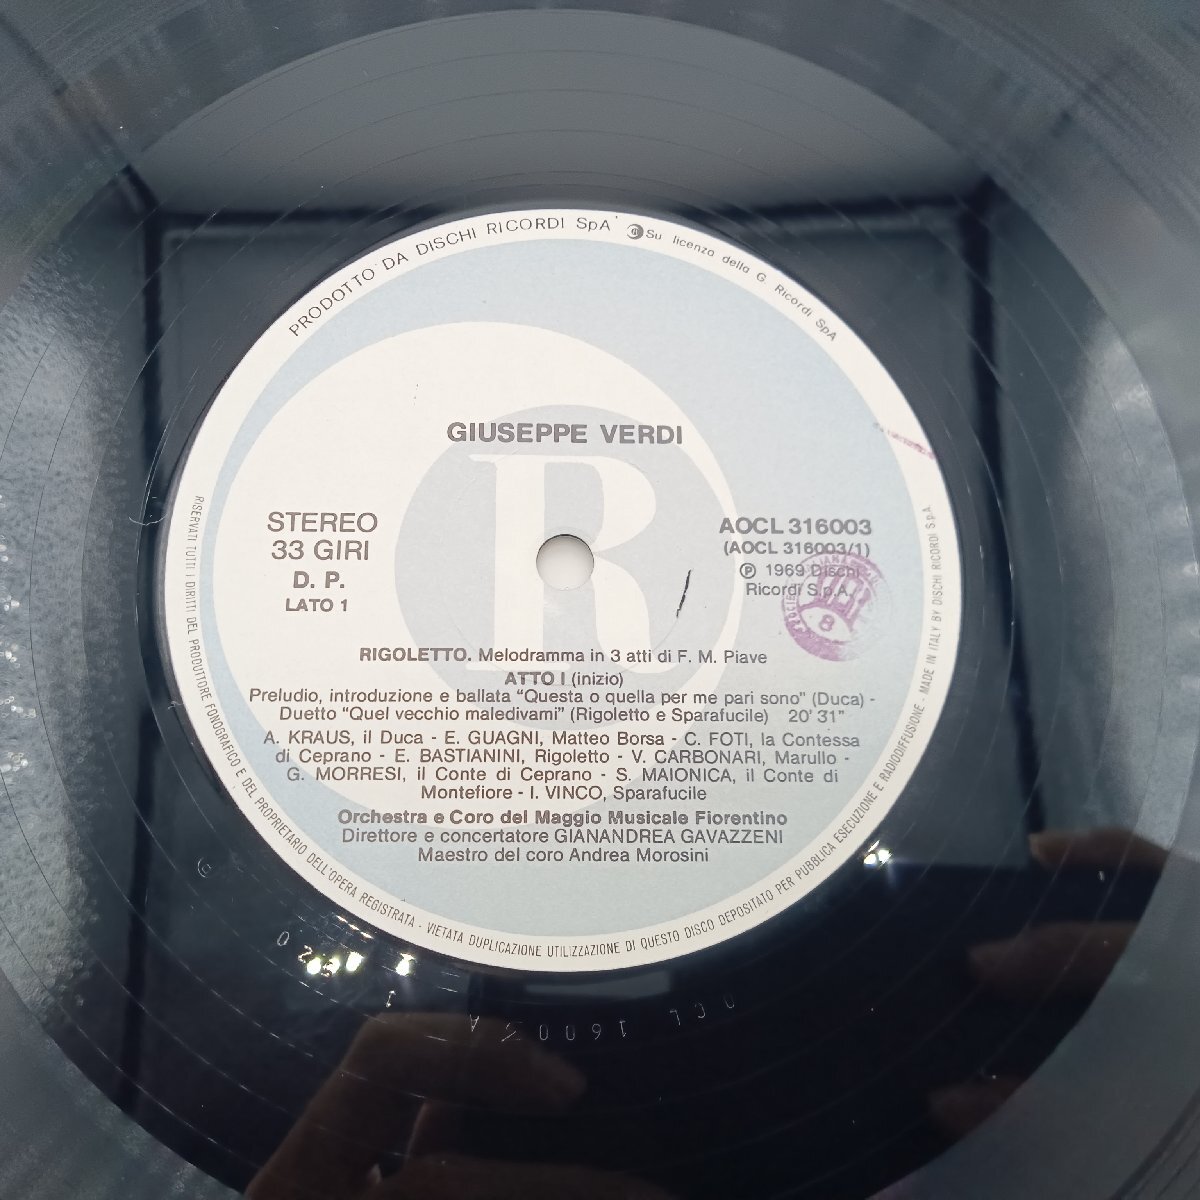 PRODOTTO DA DISCHI RICORDI SpA
Su licenza della G. Ricordi SpA
GIUSEPPE VERDI
R
STEREO
33 GIRI
D. P.
LATO 1
AOCL 316003
(AOCL 316003/1)
℗ 1969 Dischi
Ricordi S.p.A.
8
RIGOLETTO. Melodramma in 3 atti di F. M. Piave
ATTO I (inizio)
Preludio, introduzione e ballata "Questa o quella per me pari sono" (Duca) -
Duetto "Quel vecchio maledivami" (Rigoletto e Sparafucile) 20'31"
A. KRAUS, il Duca - E. GUAGNI, Matteo Borsa - C. FOTI, la Contessa
di Ceprano - E. BASTIANINI, Rigoletto - V. CARBONARI, Marullo -
G. MORRESI, il Conte di Ceprano - S. MAIONICA, il Conte di
Montefiore - I. VINCO, Sparafucile
Orchestra e Coro del Maggio Musicale Fiorentino
Direttore e concertatore GIANANDREA GAVAZZENI
Maestro del coro Andrea Morosini
RISERVATI TUTTI I DIRITTI DEL PRODUTTORE FONOGRAFICO E DEL PROPRIETARIO DELL'OPERA REGISTRATA - VIETATA DUPLICAZIONE UTILIZZAZIONE DI QUESTO DISCO DEPOSITATO PER PUBBLICA ESECUZIONE E RADIODIFFUSIONE - MADE IN ITALY BY DISCHI RICORDI S.p.A.